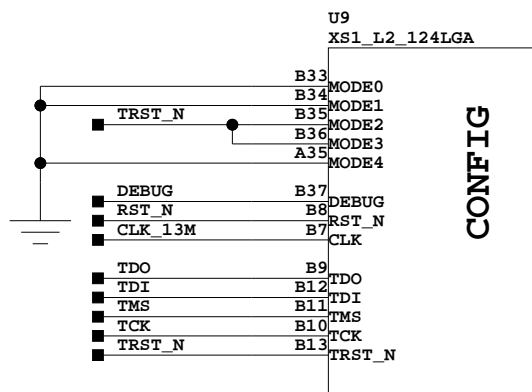 U9
XS1_L2_124LGA
B33 MODE0
B34 MODE1
TRST_N B35 MODE2
B36 MODE3
A35 MODE4
DEBUG B37 DEBUG
RST_N B8 RST_N
CLK_13M B7 CLK
TDO B9 TDO
TDI B12 TDI
TMS B11 TMS
TCK B10 TCK
TRST_N B13 TRST_N
CONFIG